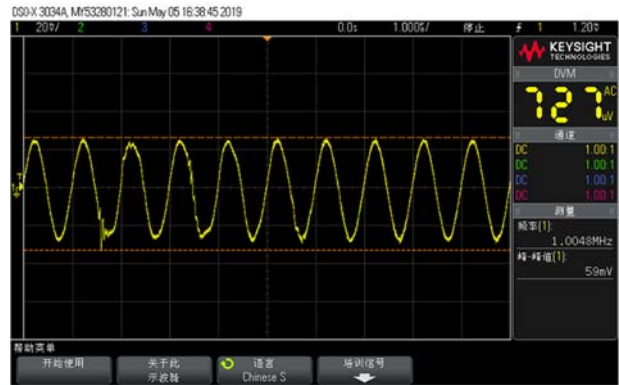 DSO-X 3034A, MY53280121: Sun May 05 16:38:45 2019
1 20♉/ 2 3 4 0.0s 1.000♉/ 停止 1 1.20♉
KEYSIGHT
TECHNOLOGIES
DVM
727 AC
uV
通道
DC 1.00:1
DC 1.00:1
DC 1.00:1
DC 1.00:1
测量
频率(1):
1.0048MHz
峰-峰值(1):
59mV
帮助菜单
开始使用
关于此
示波器
语言
Chinese S
培训信号